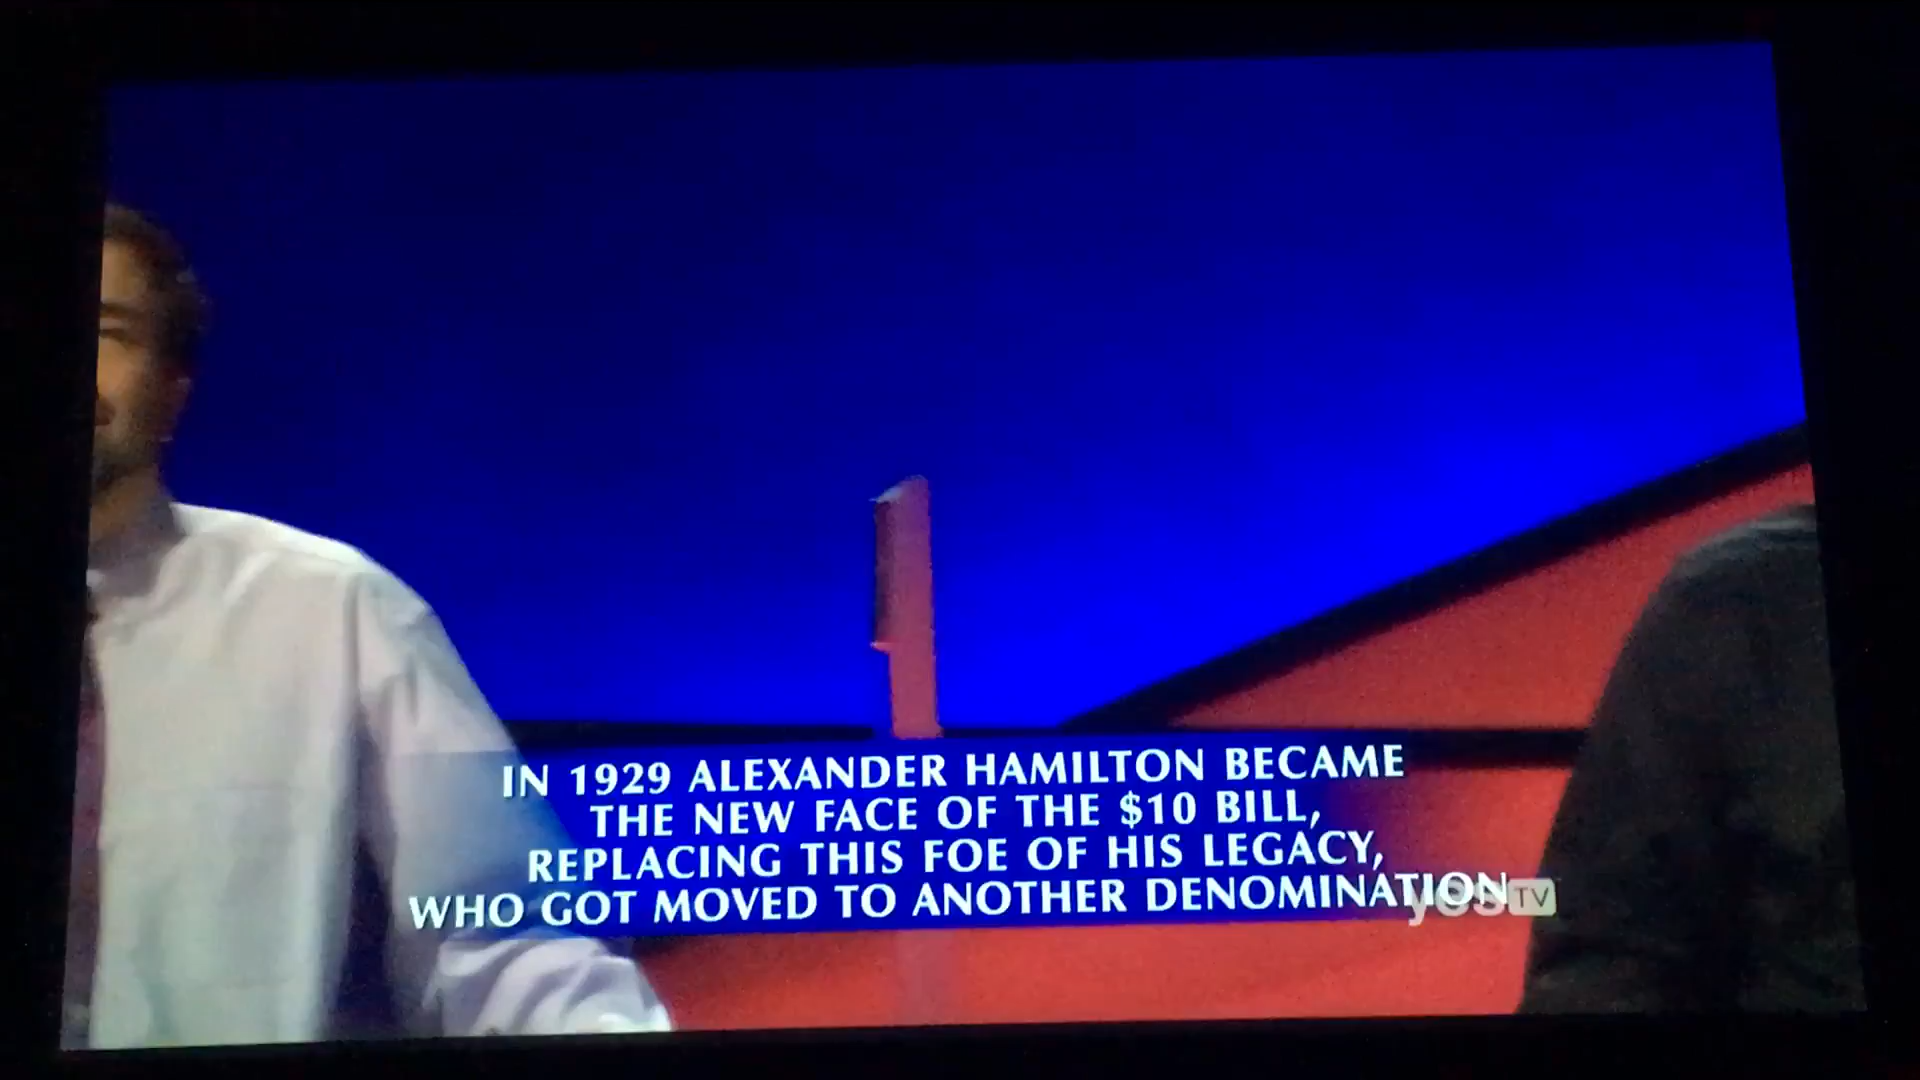 IN 1929 ALEXANDER HAMILTON BECAME
THE NEW FACE OF THE $10 BILL,
REPLACING THIS FOE OF HIS LEGACY,
WHO GOT MOVED TO ANOTHER DENOMINATION
yes TV